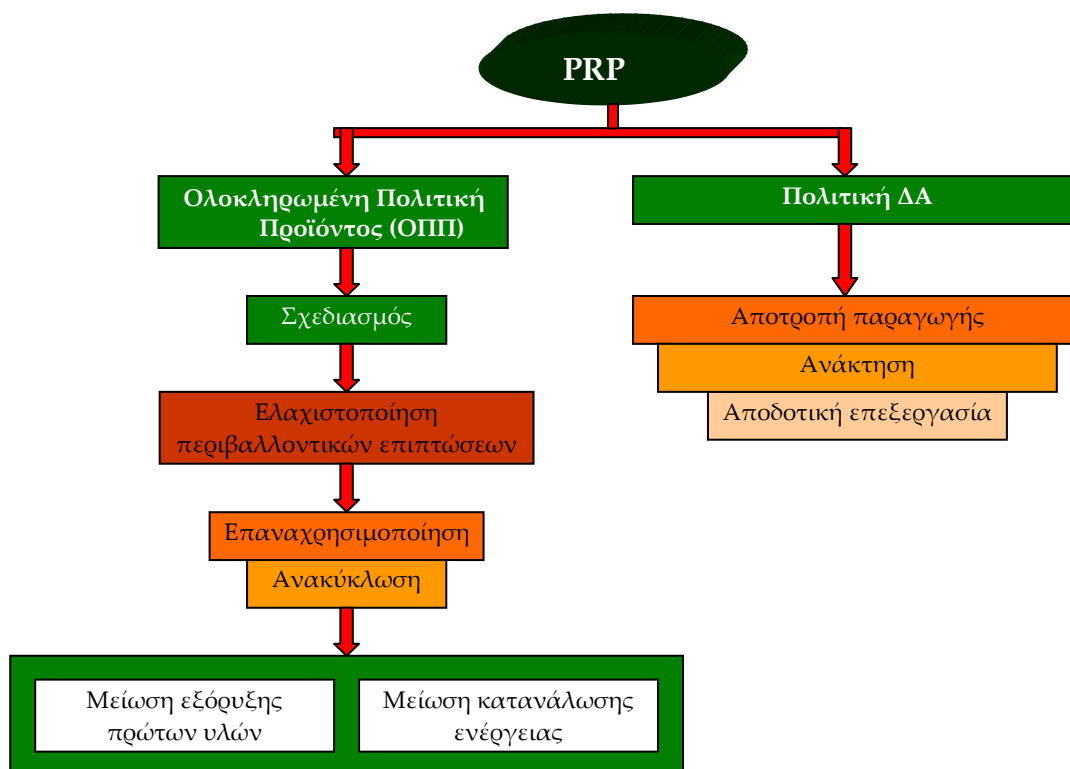 PRP
Ολοκληρωμένη Πολιτική
Προϊόντος (ΟΠΠ)
Πολιτική ΔΑ
Σχεδιασμός
Αποτροπή παραγωγής
Ανάκτηση
Αποδοτική επεξεργασία
Ελαχιστοποίηση
περιβαλλοντικών επιπτώσεων
Επαναχρησιμοποίηση
Ανακύκλωση
Μείωση εξόρυξης
πρώτων υλών
Μείωση κατανάλωσης
ενέργειας